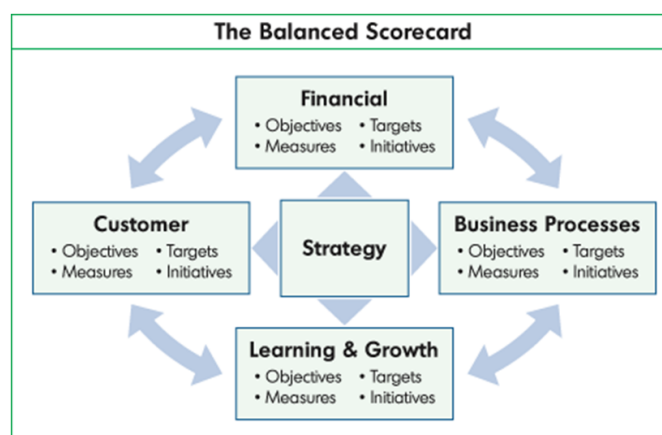 The Balanced Scorecard
Financial
• Objectives • Targets
• Measures • Initiatives
Customer
• Objectives • Targets
• Measures • Initiatives
Strategy
Business Processes
• Objectives • Targets
• Measures • Initiatives
Learning & Growth
• Objectives • Targets
• Measures • Initiatives